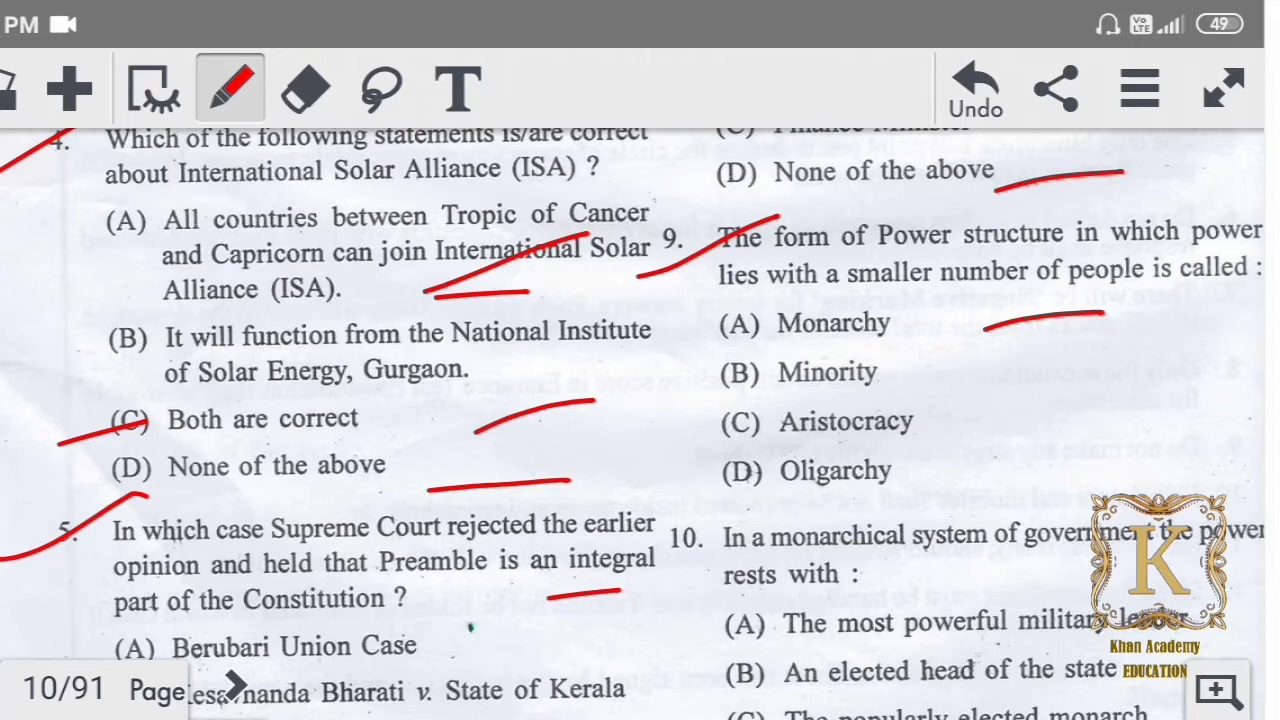 PM
49
Undo
4. Which of the following statements is/are correct
about International Solar Alliance (ISA) ?
(A) All countries between Tropic of Cancer
and Capricorn can join International Solar
Alliance (ISA).
(B) It will function from the National Institute
of Solar Energy, Gurgaon.
(C) Both are correct
(D) None of the above
5. In which case Supreme Court rejected the earlier
opinion and held that Preamble is an integral
part of the Constitution ?
(A) Berubari Union Case
nanda Bharati v. State of Kerala
10/91 Page
(C) Finance Minister
(D) None of the above
9. The form of Power structure in which power
lies with a smaller number of people is called :
(A) Monarchy
(B) Minority
(C) Aristocracy
(D) Oligarchy
10. In a monarchical system of government the power
rests with :
(A) The most powerful military leader
(B) An elected head of the state
(C) The popularly elected monarch
K
Khan Academy
EDUCATION